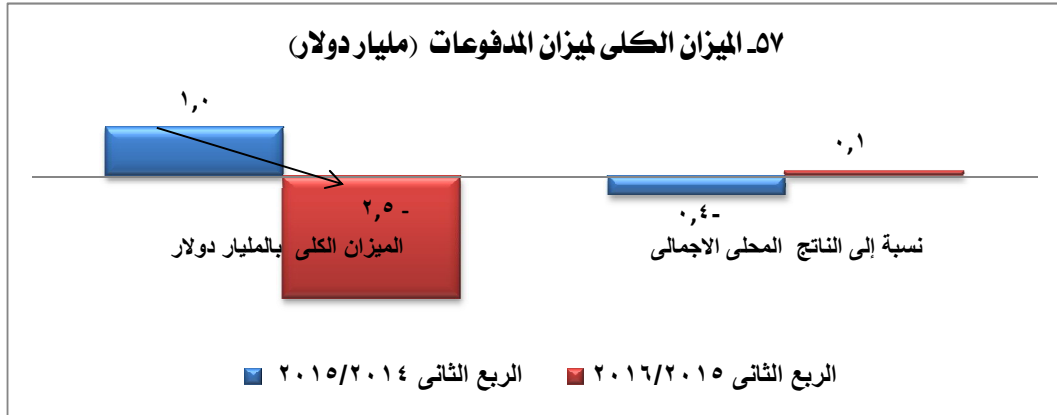 ٥٧ـ الميزان الكلى لميزان المدفوعات (مليار دولار)
١,٠
٠,١
- ٢,٥
-٠,٤
الميزان الكلى بالمليار دولار
نسبة إلى الناتج المحلى الاجمالى
الربع الثانى ٢٠١٥/٢٠١٤
الربع الثانى ٢٠١٦/٢٠١٥